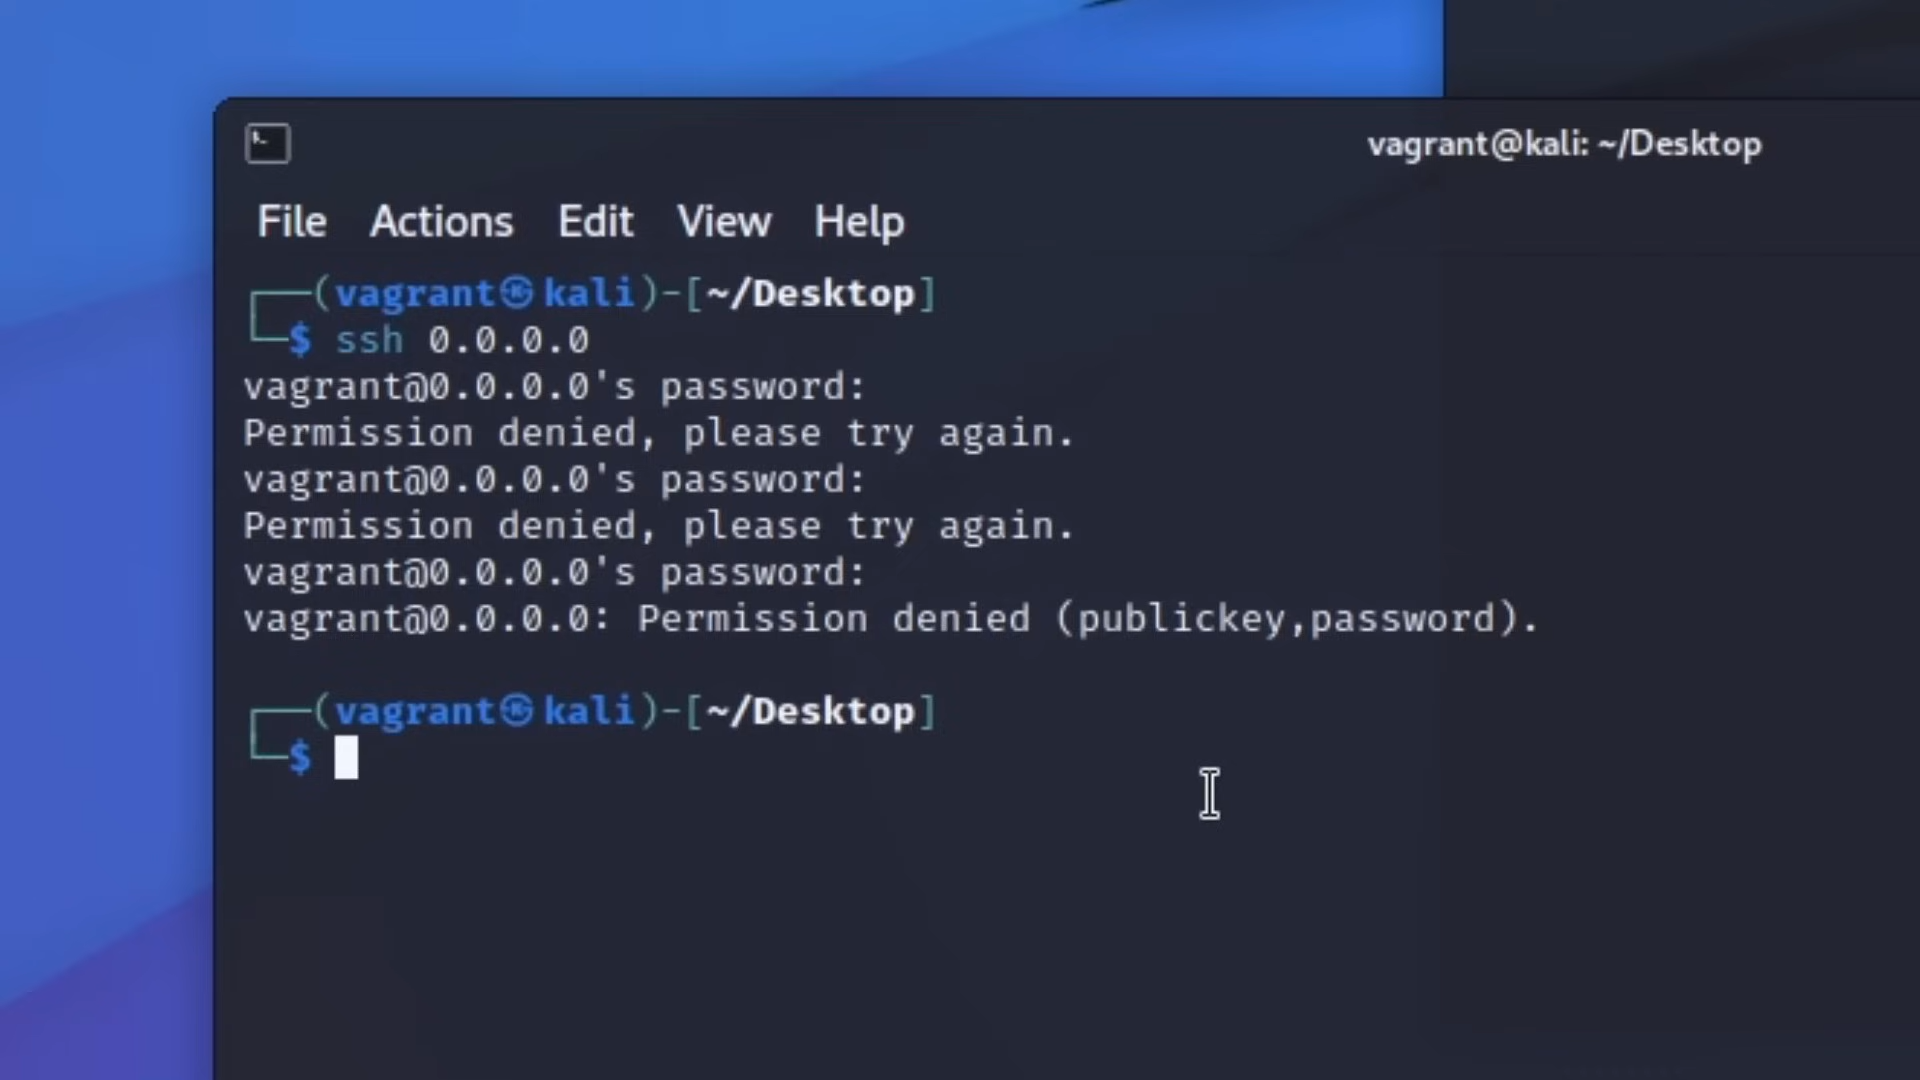 vagrant@kali: ~/Desktop
File Actions Edit View Help
┌──(vagrant㉿kali)-[~/Desktop]
└─$ ssh 0.0.0.0
vagrant@0.0.0.0's password:
Permission denied, please try again.
vagrant@0.0.0.0's password:
Permission denied, please try again.
vagrant@0.0.0.0's password:
vagrant@0.0.0.0: Permission denied (publickey,password).
┌──(vagrant㉿kali)-[~/Desktop]
└─$